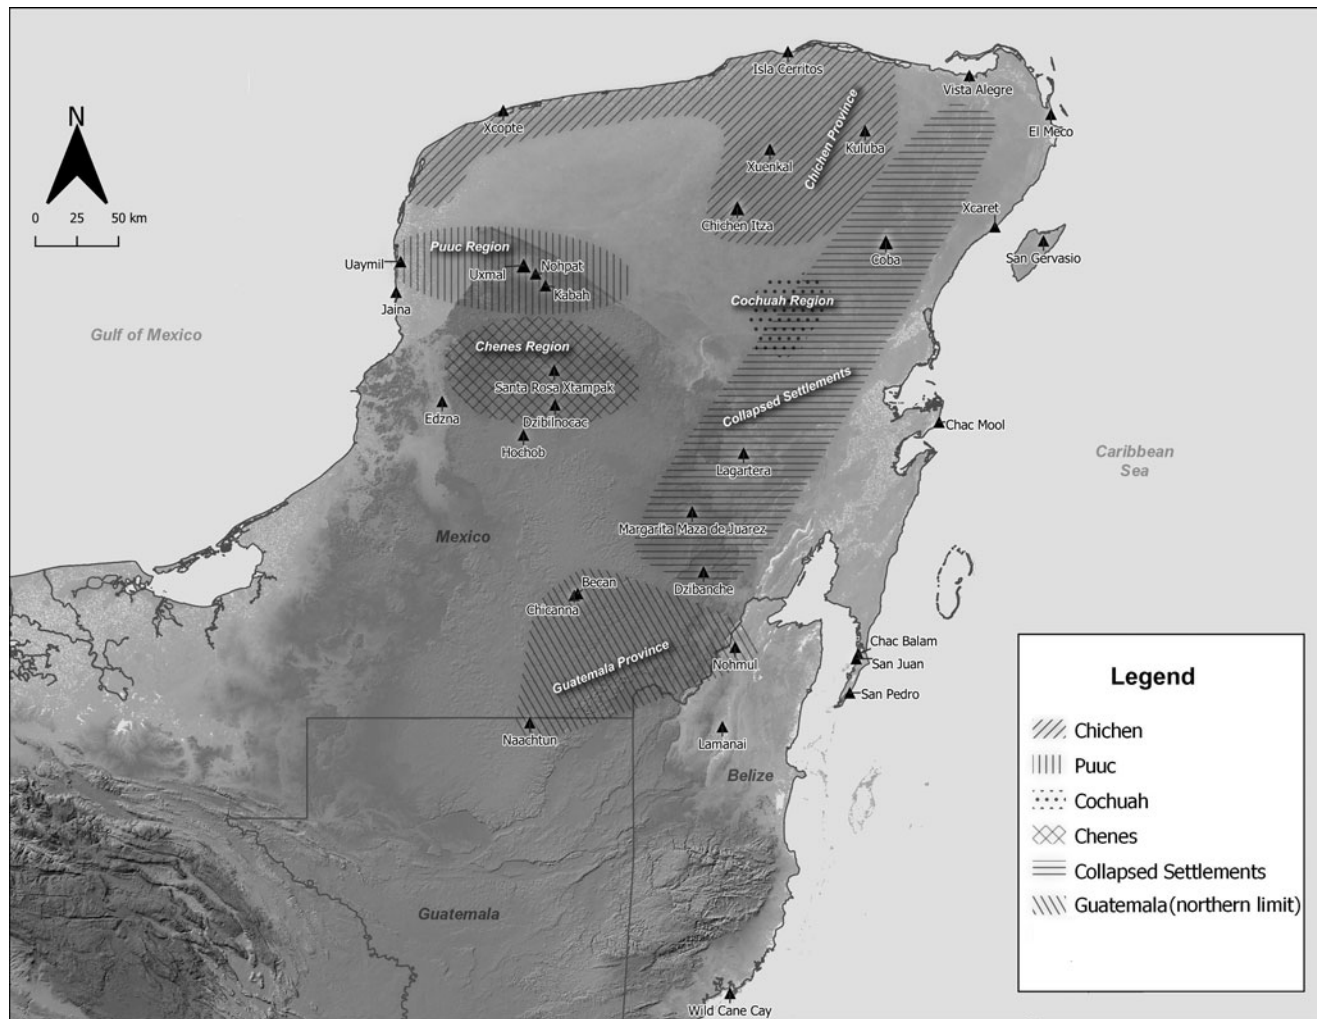 Isla Cerritos
Vista Alegre
N
Xcopte
El Meco
Chichen Province
Kuluba
Xuenkal
0 25 50 km
Chichen Itza
Xcaret
Puuc Region
Coba
San Gervasio
Uaymil
Uxmal
Nohpat
Kabah
Jaina
Cochuah Region
Gulf of Mexico
Chenes Region
Santa Rosa Xtampak
Collapsed Settlements
Edzna
Dzibilnocac
Chac Mool
Hochob
Caribbean
Sea
Lagartera
Margarita Maza de Juarez
Mexico
Becan
Dzibanche
Chicanna
Chac Balam
Nohmul
San Juan
Guatemala Province
San Pedro
Legend
Naachtun
Lamanai
Chichen
Puuc
Belize
Cochuah
Chenes
Collapsed Settlements
Guatemala(northern limit)
Guatemala
Wild Cane Cay